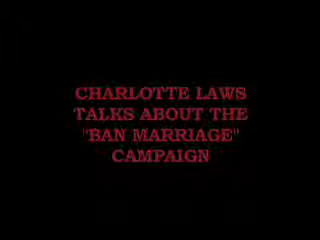 CHARLOTTE LAWS
TALKS ABOUT THE
"BAN MARRIAGE"
CAMPAIGN